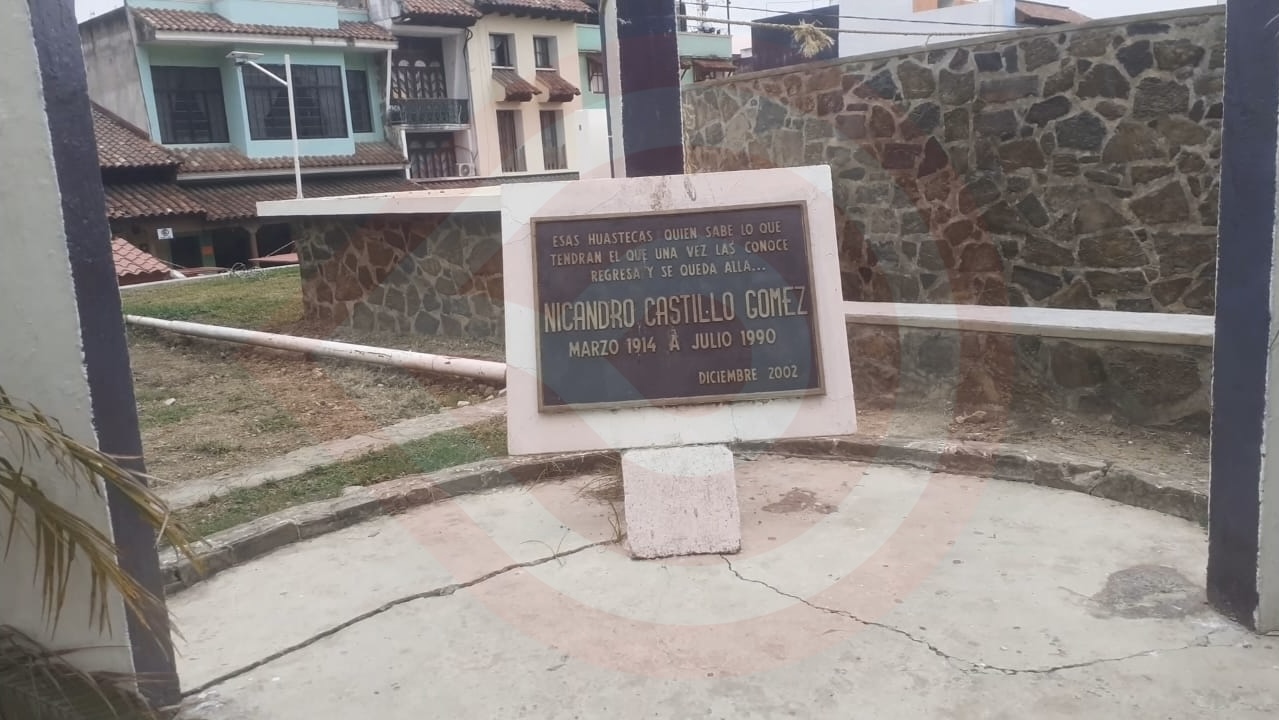 ESAS HUASTECAS QUIEN SABE LO QUE
TENDRAN EL QUE UNA VEZ LAS CONOCE
REGRESA Y SE QUEDA ALLA...
NICANDRO CASTILLO GOMEZ
MARZO 1914 A JULIO 1990
DICIEMBRE 2002